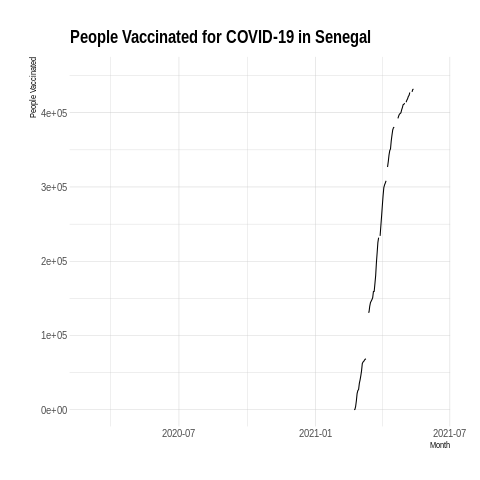 People Vaccinated for COVID-19 in Senegal
People Vaccinated
4e+05
3e+05
2e+05
1e+05
0e+00
2020-07
2021-01
2021-07
Month